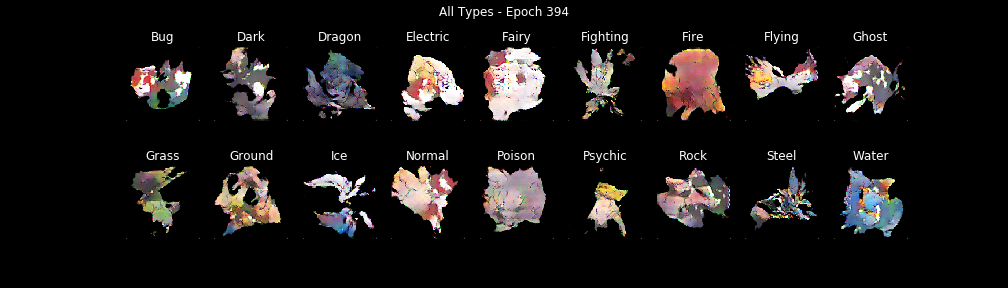 All Types - Epoch 394
Bug Dark Dragon Electric Fairy Fighting Fire Flying Ghost
Grass Ground Ice Normal Poison Psychic Rock Steel Water